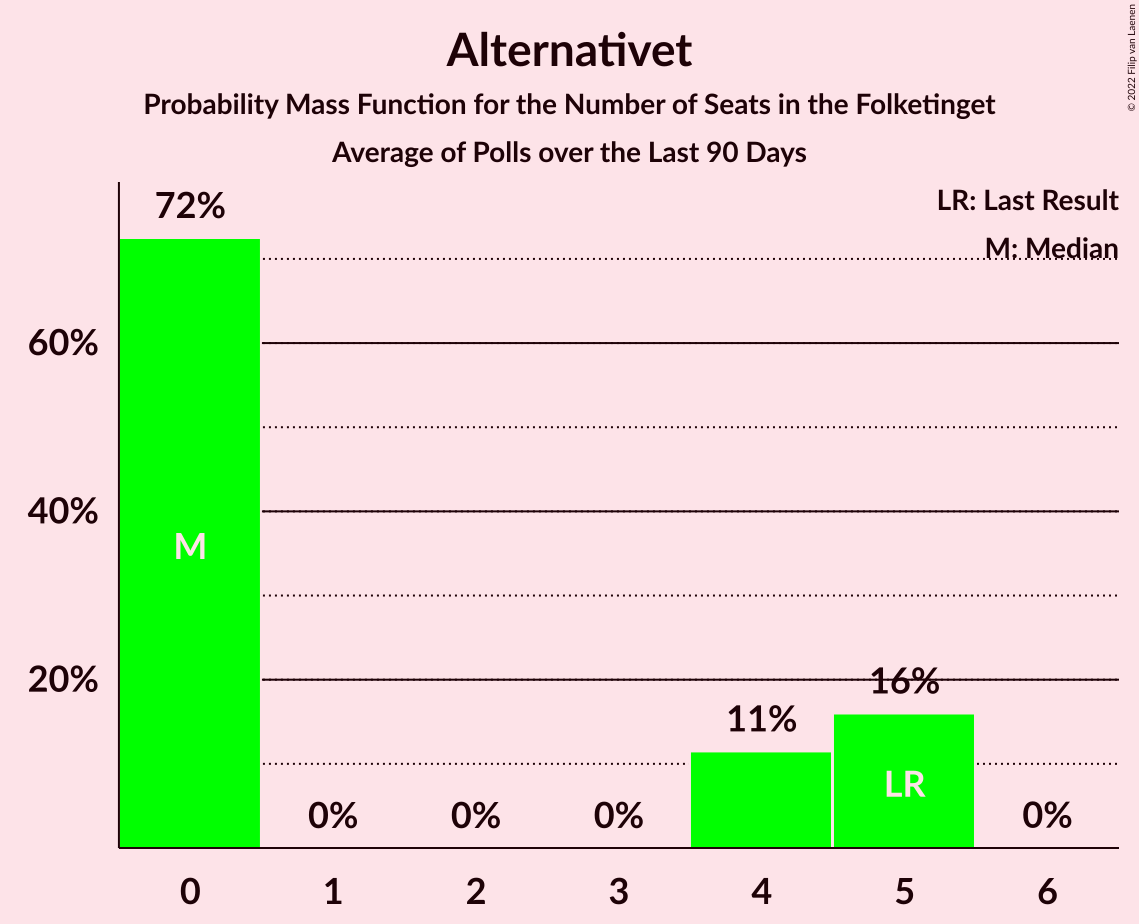 Alternativet
Probability Mass Function for the Number of Seats in the Folketinget
Average of Polls over the Last 90 Days
© 2022 Filip van Laenen
LR: Last Result
M: Median
72%
60%
40%
20%
M
0%
0%
0%
11%
16%
LR
0%
0
1
2
3
4
5
6